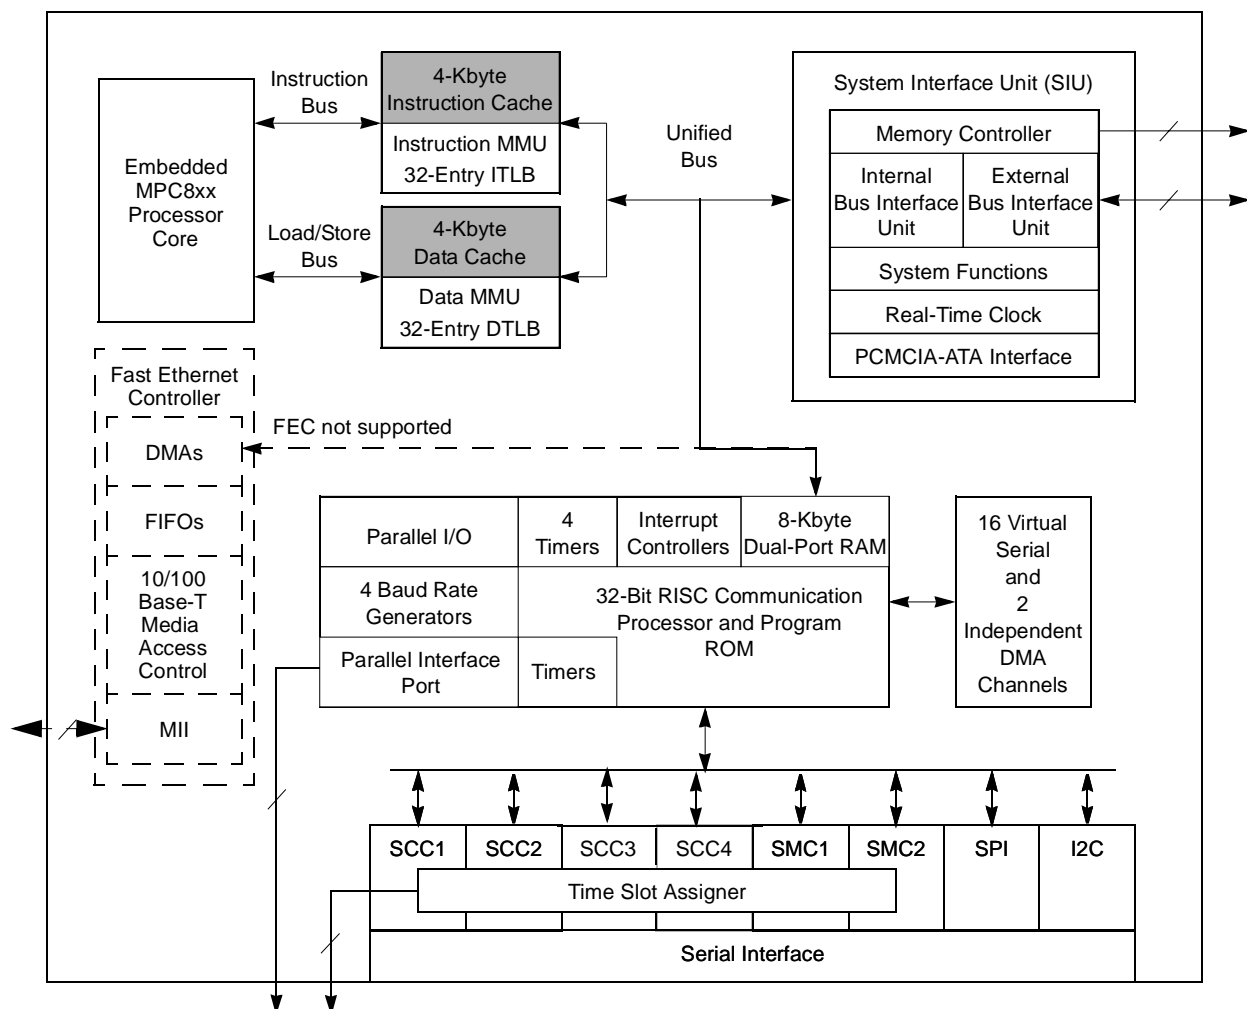 Embedded
MPC8xx
Processor
Core
Instruction
Bus
Load/Store
Bus
4-Kbyte
Instruction Cache
Instruction MMU
32-Entry ITLB
4-Kbyte
Data Cache
Data MMU
32-Entry DTLB
Unified
Bus
System Interface Unit (SIU)
Memory Controller
Internal
Bus Interface
Unit
External
Bus Interface
Unit
System Functions
Real-Time Clock
PCMCIA-ATA Interface
Fast Ethernet
Controller
DMAs
FIFOs
10/100
Base-T
Media
Access
Control
MII
FEC not supported
Parallel I/O
4
Timers
Interrupt
Controllers
8-Kbyte
Dual-Port RAM
4 Baud Rate
Generators
32-Bit RISC Communication
Processor and Program
ROM
Parallel Interface
Port
Timers
16 Virtual
Serial
and
2
Independent
DMA
Channels
SCC1
SCC2
SCC3
SCC4
SMC1
SMC2
SPI
I2C
Time Slot Assigner
Serial Interface